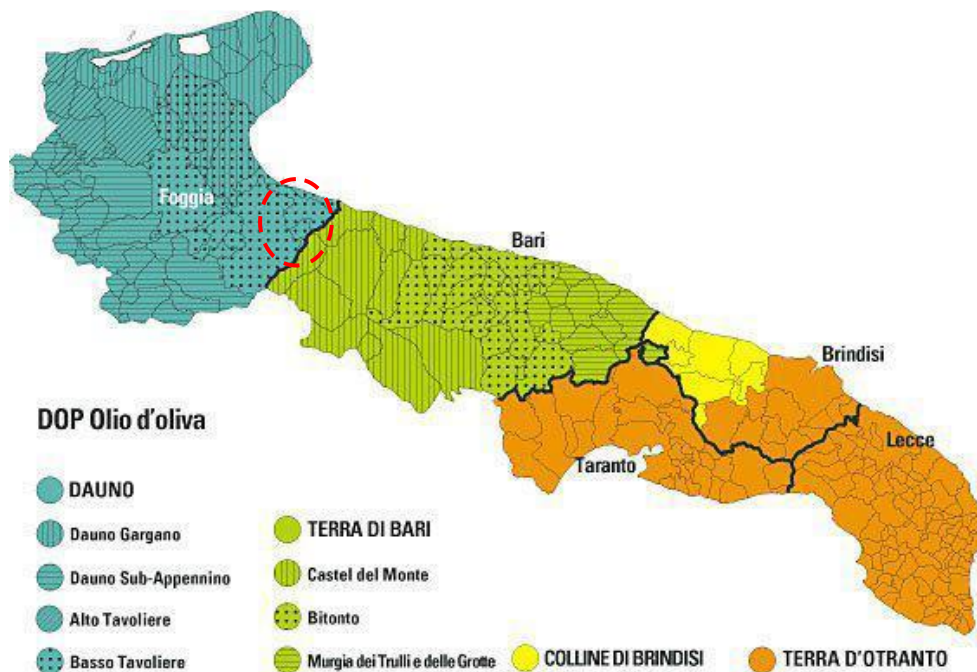 Foggia
Bari
Brindisi
Lecce
Taranto
DOP Olio d'oliva
DAUNO
Dauno Gargano
Dauno Sub-Appennino
Alto Tavoliere
Basso Tavoliere
TERRA DI BARI
Castel del Monte
Bitonto
Murgia dei Trulli e delle Grotte
COLLINE DI BRINDISI
TERRA D'OTRANTO